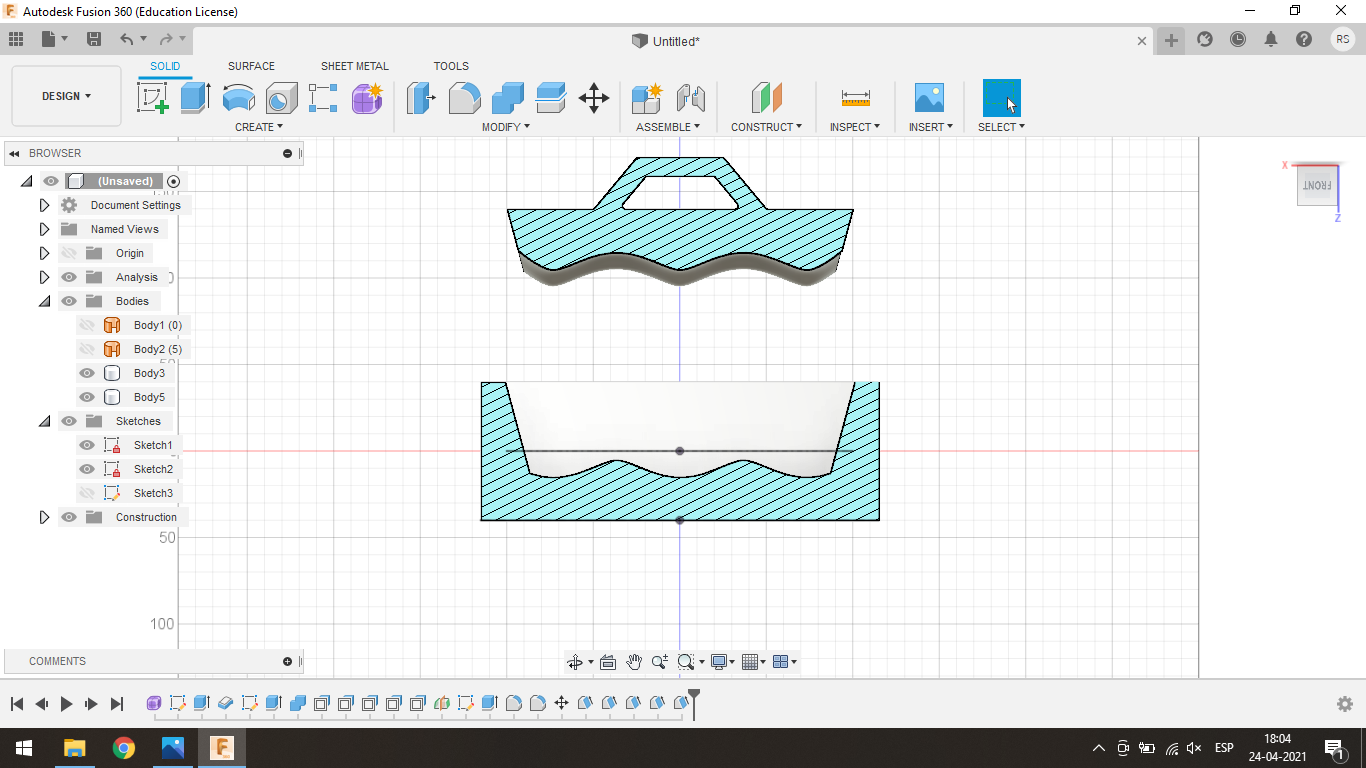 Autodesk Fusion 360 (Education License)
Untitled*
RS
SOLID
SURFACE
SHEET METAL
TOOLS
DESIGN
CREATE
MODIFY
ASSEMBLE
CONSTRUCT
INSPECT
INSERT
SELECT
BROWSER
(Unsaved)
Document Settings
Named Views
Origin
Analysis
Bodies
Body1 (0)
Body2 (5)
Body3
Body5
Sketches
Sketch1
Sketch2
Sketch3
Construction
50
100
FRONT
X
Z
COMMENTS
ESP
18:04
24-04-2021
1